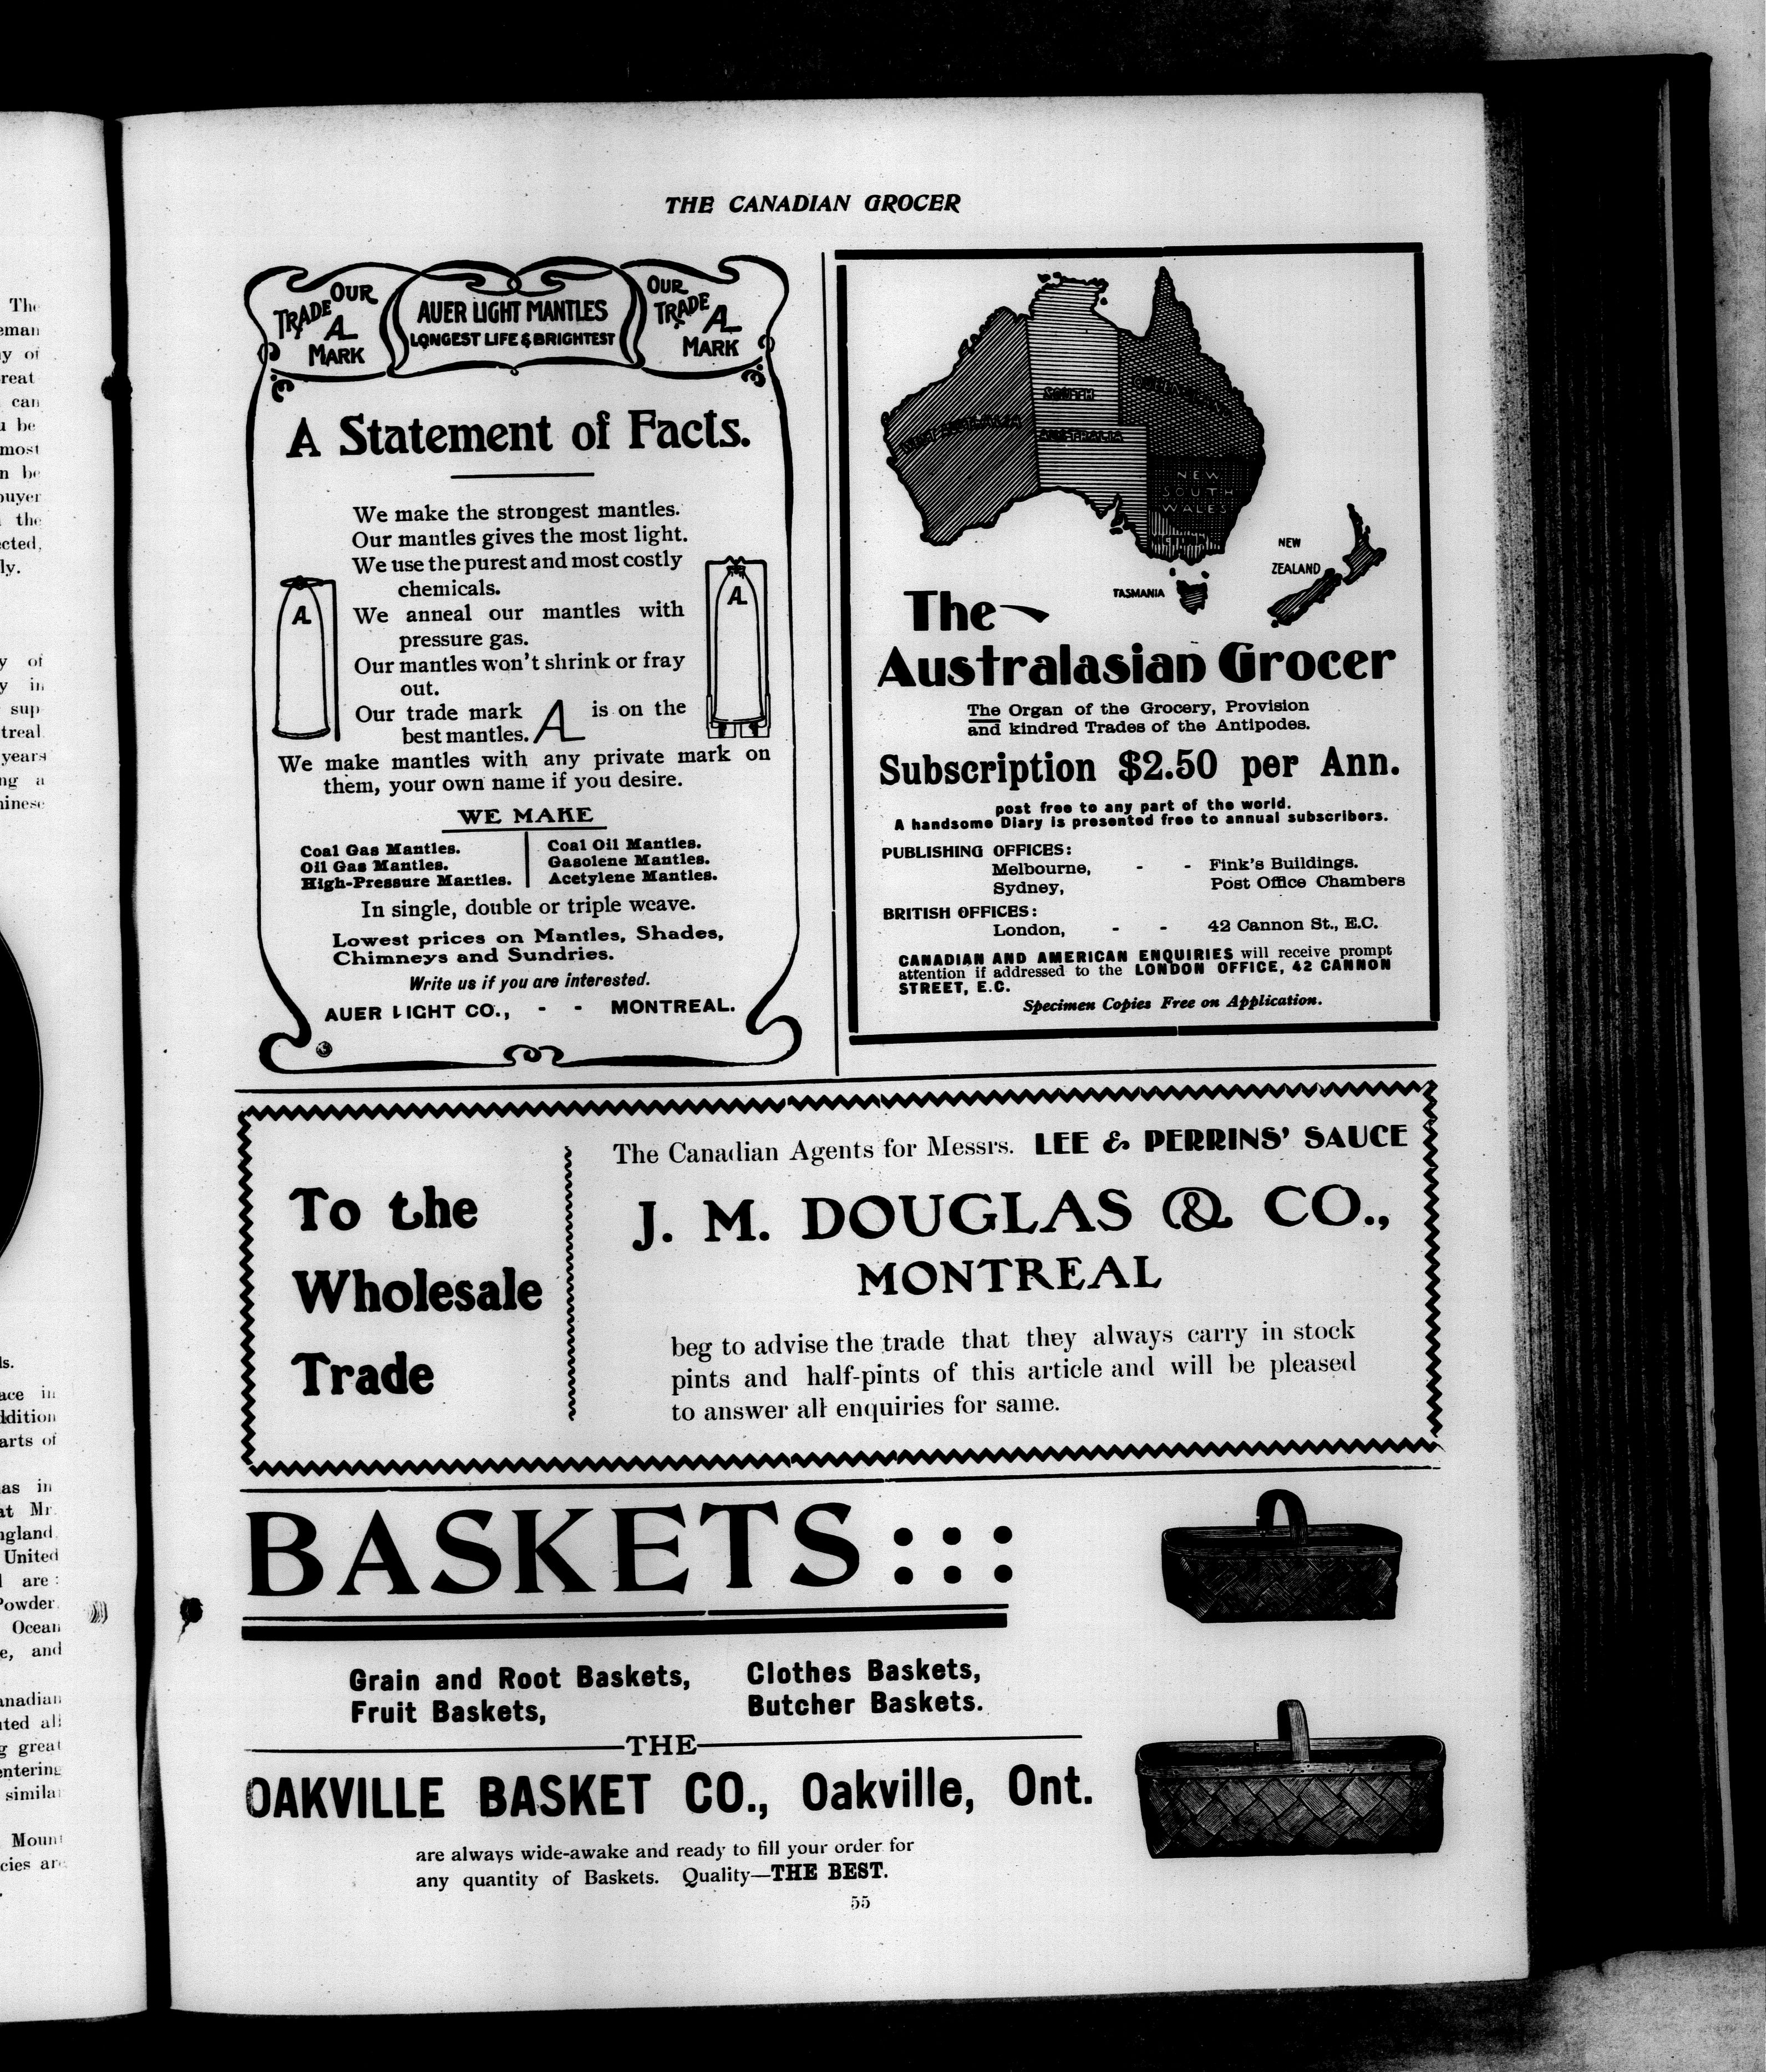 THE CANADIAN GROCER
OUR
TRADE A
MARK
AUER LIGHT MANTLES
LONGEST LIFE & BRIGHTEST
OUR
TRADE A
MARK
A Statement of Facts.
We make the strongest mantles.
Our mantles gives the most light.
We use the purest and most costly
chemicals.
We anneal our mantles with
pressure gas.
Our mantles won't shrink or fray
out.
Our trade mark A is on the
best mantles.
A
A
We make mantles with any private mark on
them, your own name if you desire.
WE MAKE
Coal Gas Mantles.
Oil Gas Mantles.
High-Pressure Mantles.
Coal Oil Mantles.
Gasolene Mantles.
Acetylene Mantles.
In single, double or triple weave.
Lowest prices on Mantles, Shades,
Chimneys and Sundries.
Write us if you are interested.
AUER LIGHT CO., - - MONTREAL.
WEST AUSTRALIA
SOUTH
AUSTRALIA
QUEENSLAND
NEW
SOUTH
WALES
VICTORIA
TASMANIA
NEW
ZEALAND
The
Australasian Grocer
The Organ of the Grocery, Provision
and kindred Trades of the Antipodes.
Subscription $2.50 per Ann.
post free to any part of the world.
A handsome Diary is presented free to annual subscribers.
PUBLISHING OFFICES:
Melbourne, - - Fink's Buildings.
Sydney, Post Office Chambers
BRITISH OFFICES:
London, - - 42 Cannon St., E.C.
CANADIAN AND AMERICAN ENQUIRIES will receive prompt
attention if addressed to the LONDON OFFICE, 42 CANNON
STREET, E.C.
Specimen Copies Free on Application.
To the
Wholesale
Trade
The Canadian Agents for Messrs. LEE & PERRINS' SAUCE
J. M. DOUGLAS & CO.,
MONTREAL
beg to advise the trade that they always carry in stock
pints and half-pints of this article and will be pleased
to answer all enquiries for same.
BASKETS:::
Grain and Root Baskets,
Fruit Baskets,
Clothes Baskets,
Butcher Baskets.
THE
OAKVILLE BASKET CO., Oakville, Ont.
are always wide-awake and ready to fill your order for
any quantity of Baskets. Quality—THE BEST.
55